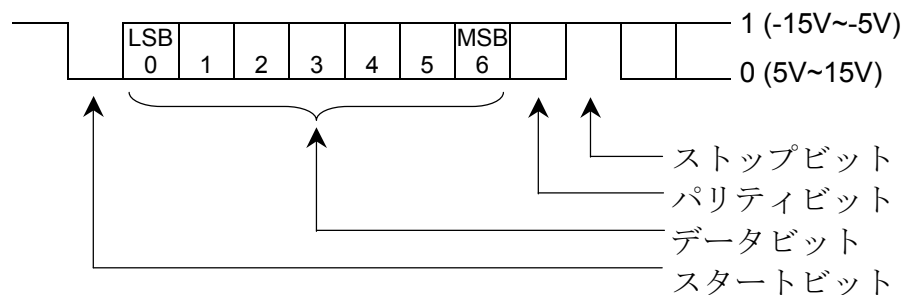 1 (-15V~-5V)
LSB MSB
0 1 2 3 4 5 6
0 (5V~15V)
ストップビット
パリティビット
データビット
スタートビット